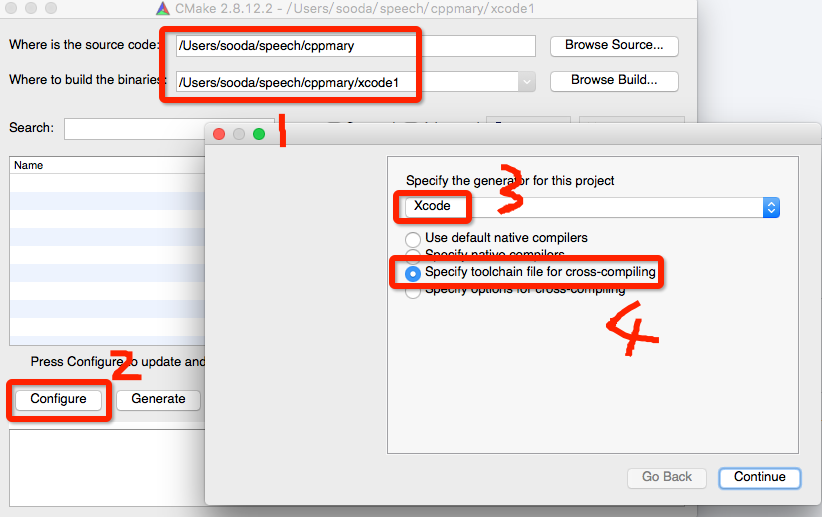 CMake 2.8.12.2 - /Users/sooda/speech/cppmary/xcode1
Where is the source code: /Users/sooda/speech/cppmary Browse Source...
Where to build the binaries: /Users/sooda/speech/cppmary/xcode1 Browse Build...
1
Search:
Name
Specify the generator for this project
3
Xcode
Use default native compilers
Specify native compilers
Specify toolchain file for cross-compiling
Specify options for cross-compiling
4
Press Configure to update and
2
Configure Generate
Go Back Continue